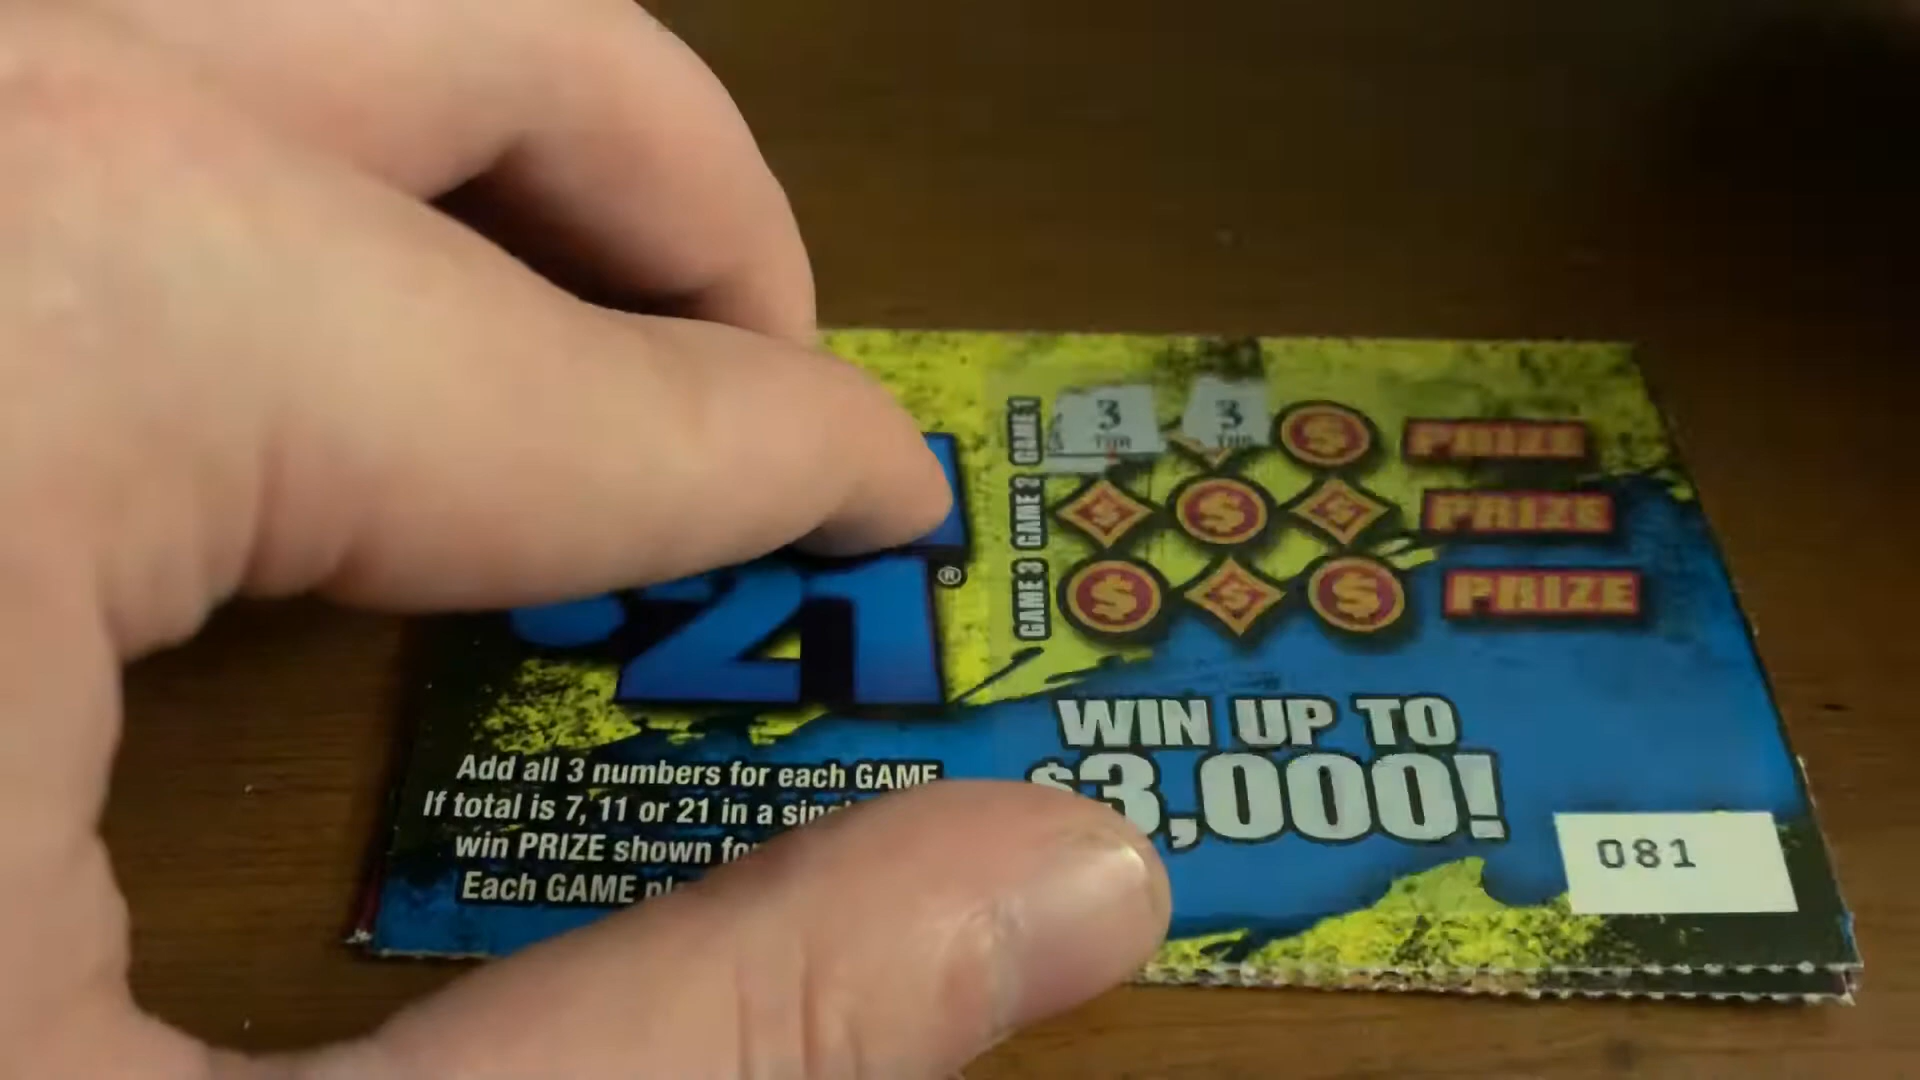 GAME 1 3 3 $ PRIZE
THR THR
GAME 2 $ $ $ PRIZE
GAME 3 $ $ $ PRIZE
21®
WIN UP TO
$3,000!
Add all 3 numbers for each GAME
If total is 7, 11 or 21 in a
win PRIZE shown
Each GAME
081